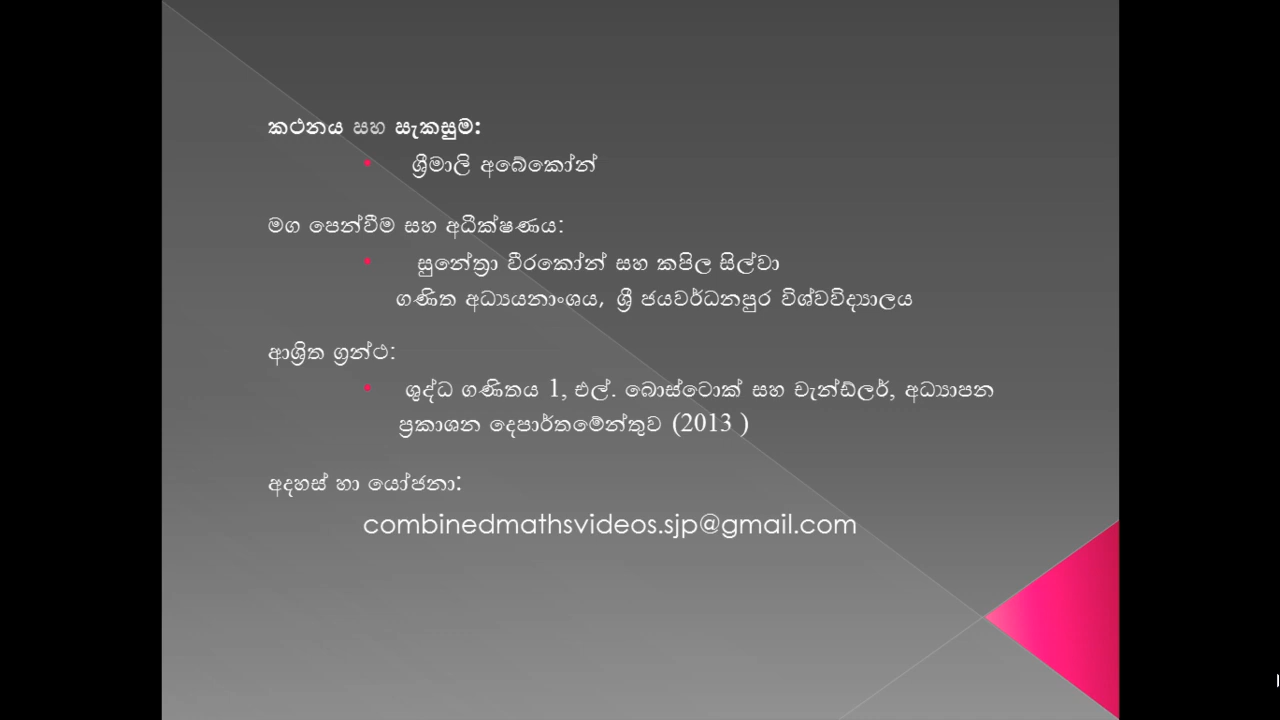 කථනය සහ සැකසුම:
• ශ්‍රීමාලි අබේකෝන්
මග පෙන්වීම සහ අධීක්ෂණය:
• සුනේත්‍රා වීරකෝන් සහ කපිල සිල්වා
ගණිත අධ්‍යයනාංශය, ශ්‍රී ජයවර්ධනපුර විශ්වවිද්‍යාලය
ආශ්‍රිත ග්‍රන්ථ:
• ශුද්ධ ගණිතය 1, එල්. බොස්ටොක් සහ චැන්ඩ්ලර්, අධ්‍යාපන
ප්‍රකාශන දෙපාර්තමේන්තුව (2013 )
අදහස් හා යෝජනා:
combinedmathsvideos.sjp@gmail.com